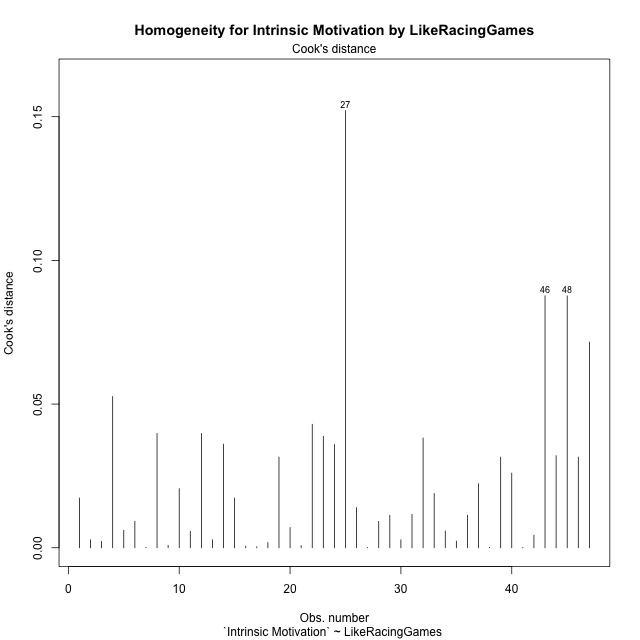 Homogeneity for Intrinsic Motivation by LikeRacingGames
Cook's distance
27
46 48
Cook's distance
0.15
0.10
0.05
0.00
0 10 20 30 40
Obs. number
`Intrinsic Motivation` ~ LikeRacingGames